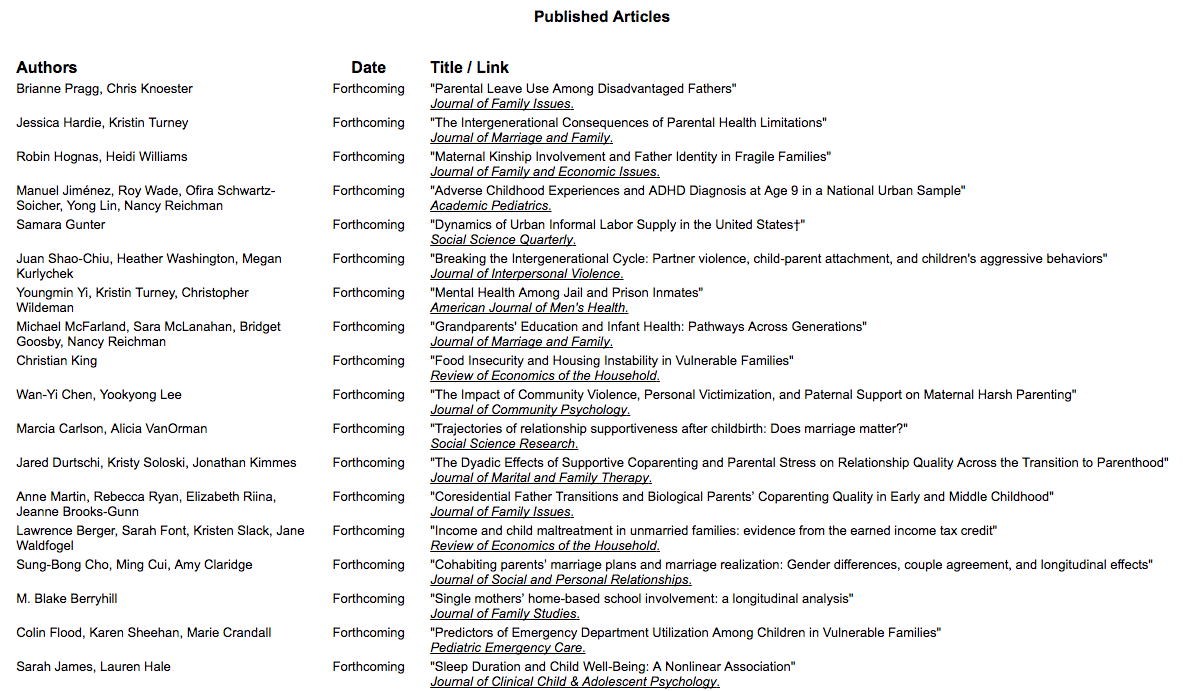 Published Articles
Authors Date Title / Link
Brianne Pragg, Chris Knoester Forthcoming "Parental Leave Use Among Disadvantaged Fathers"
Journal of Family Issues.
Jessica Hardie, Kristin Turney Forthcoming "The Intergenerational Consequences of Parental Health Limitations"
Journal of Marriage and Family.
Robin Hognas, Heidi Williams Forthcoming "Maternal Kinship Involvement and Father Identity in Fragile Families"
Journal of Family and Economic Issues.
Manuel Jiménez, Roy Wade, Ofira Schwartz- Forthcoming "Adverse Childhood Experiences and ADHD Diagnosis at Age 9 in a National Urban Sample"
Soicher, Yong Lin, Nancy Reichman Academic Pediatrics.
Samara Gunter Forthcoming "Dynamics of Urban Informal Labor Supply in the United States†"
Social Science Quarterly.
Juan Shao-Chiu, Heather Washington, Megan Forthcoming "Breaking the Intergenerational Cycle: Partner violence, child-parent attachment, and children's aggressive behaviors"
Kurlychek Journal of Interpersonal Violence.
Youngmin Yi, Kristin Turney, Christopher Forthcoming "Mental Health Among Jail and Prison Inmates"
Wildeman American Journal of Men's Health.
Michael McFarland, Sara McLanahan, Bridget Forthcoming "Grandparents' Education and Infant Health: Pathways Across Generations"
Goosby, Nancy Reichman Journal of Marriage and Family.
Christian King Forthcoming "Food Insecurity and Housing Instability in Vulnerable Families"
Review of Economics of the Household.
Wan-Yi Chen, Yookyong Lee Forthcoming "The Impact of Community Violence, Personal Victimization, and Paternal Support on Maternal Harsh Parenting"
Journal of Community Psychology.
Marcia Carlson, Alicia VanOrman Forthcoming "Trajectories of relationship supportiveness after childbirth: Does marriage matter?"
Social Science Research.
Jared Durtschi, Kristy Soloski, Jonathan Kimmes Forthcoming "The Dyadic Effects of Supportive Coparenting and Parental Stress on Relationship Quality Across the Transition to Parenthood"
Journal of Marital and Family Therapy.
Anne Martin, Rebecca Ryan, Elizabeth Riina, Forthcoming "Coresidential Father Transitions and Biological Parents’ Coparenting Quality in Early and Middle Childhood"
Jeanne Brooks-Gunn Journal of Family Issues.
Lawrence Berger, Sarah Font, Kristen Slack, Jane Forthcoming "Income and child maltreatment in unmarried families: evidence from the earned income tax credit"
Waldfogel Review of Economics of the Household.
Sung-Bong Cho, Ming Cui, Amy Claridge Forthcoming "Cohabiting parents’ marriage plans and marriage realization: Gender differences, couple agreement, and longitudinal effects"
Journal of Social and Personal Relationships.
M. Blake Berryhill Forthcoming "Single mothers’ home-based school involvement: a longitudinal analysis"
Journal of Family Studies.
Colin Flood, Karen Sheehan, Marie Crandall Forthcoming "Predictors of Emergency Department Utilization Among Children in Vulnerable Families"
Pediatric Emergency Care.
Sarah James, Lauren Hale Forthcoming "Sleep Duration and Child Well-Being: A Nonlinear Association"
Journal of Clinical Child & Adolescent Psychology.